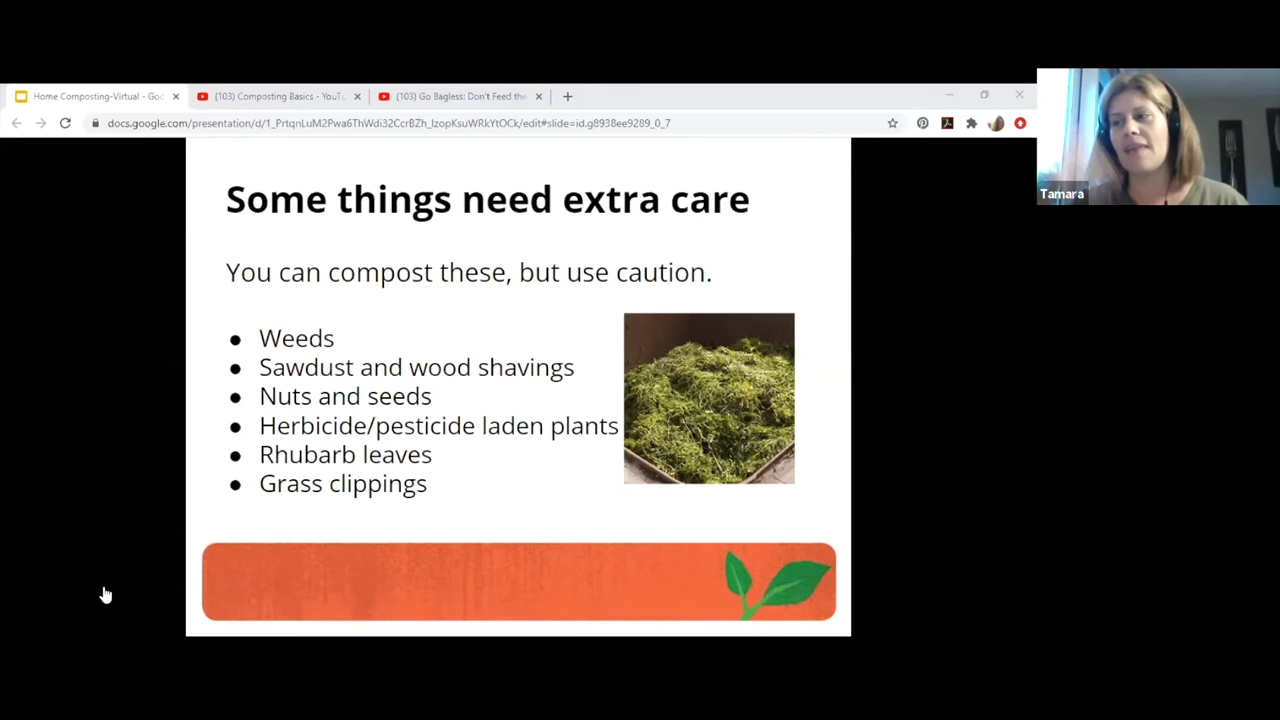 Home Composting-Virtual - Goo
(103) Composting Basics - YouTu
(103) Go Bagless: Don't Feed the
docs.google.com/presentation/d/1_PrtqnLuM2Pwa6ThWdi32CcrBZh_IzopKsuWRkYtOCk/edit#slide=id.g8938ee9289_0_7
Tamara
Some things need extra care
You can compost these, but use caution.
● Weeds
● Sawdust and wood shavings
● Nuts and seeds
● Herbicide/pesticide laden plants
● Rhubarb leaves
● Grass clippings